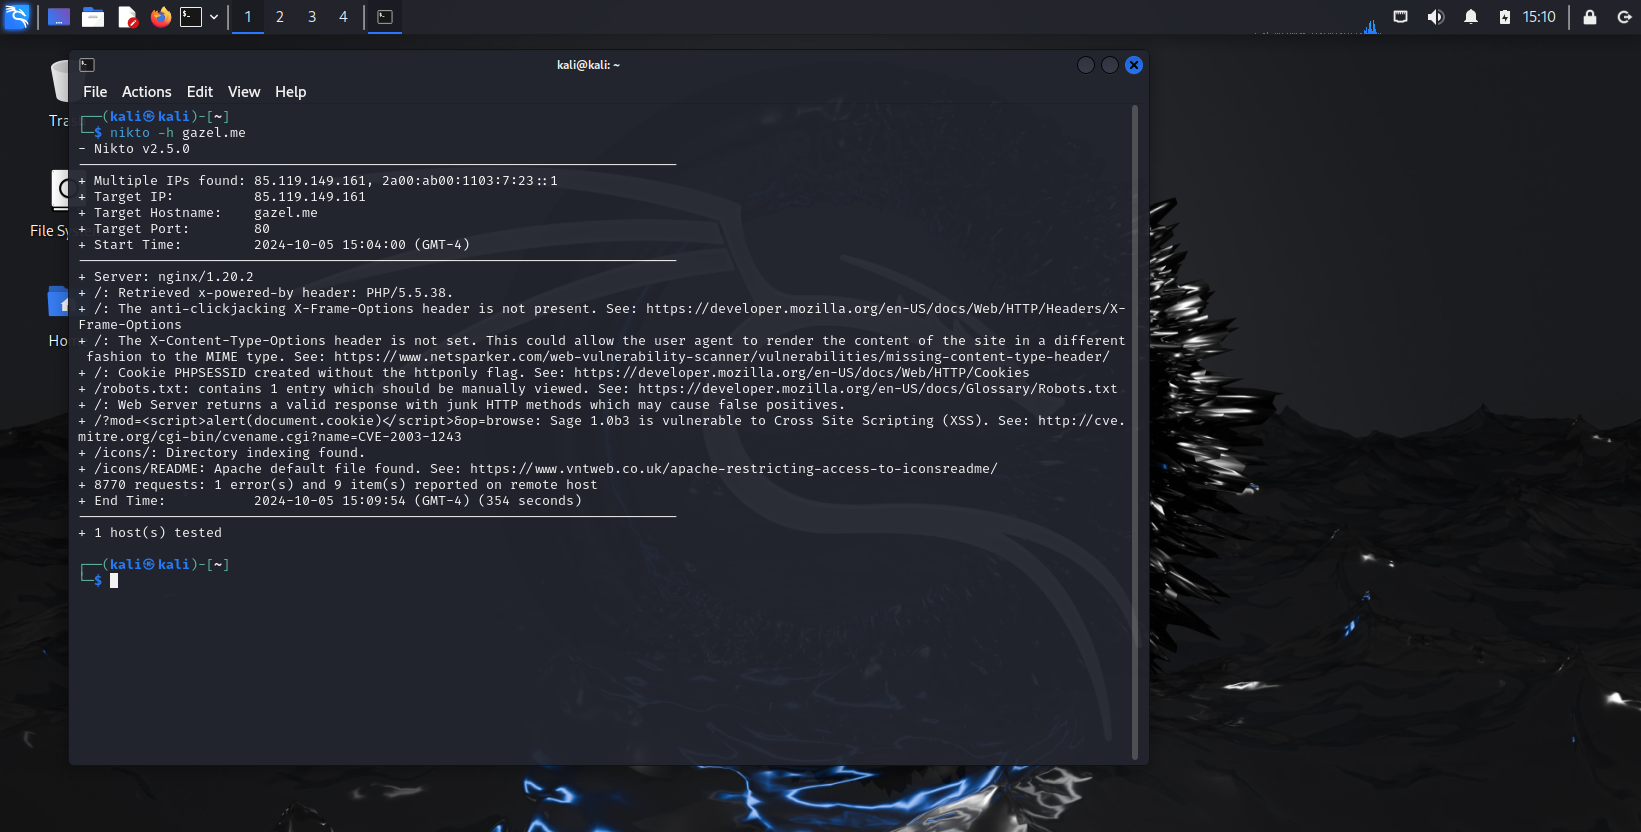 1 2 3 4
15:10
kali@kali: ~
File Actions Edit View Help
Tra
File Sy
Ho
(kali㉿kali)-[~]
$ nikto -h gazel.me
- Nikto v2.5.0
+ Multiple IPs found: 85.119.149.161, 2a00:ab00:1103:7:23::1
+ Target IP: 85.119.149.161
+ Target Hostname: gazel.me
+ Target Port: 80
+ Start Time: 2024-10-05 15:04:00 (GMT-4)
+ Server: nginx/1.20.2
+ /: Retrieved x-powered-by header: PHP/5.5.38.
+ /: The anti-clickjacking X-Frame-Options header is not present. See: https://developer.mozilla.org/en-US/docs/Web/HTTP/Headers/X-
Frame-Options
+ /: The X-Content-Type-Options header is not set. This could allow the user agent to render the content of the site in a different
fashion to the MIME type. See: https://www.netsparker.com/web-vulnerability-scanner/vulnerabilities/missing-content-type-header/
+ /: Cookie PHPSESSID created without the httponly flag. See: https://developer.mozilla.org/en-US/docs/Web/HTTP/Cookies
+ /robots.txt: contains 1 entry which should be manually viewed. See: https://developer.mozilla.org/en-US/docs/Glossary/Robots.txt
+ /: Web Server returns a valid response with junk HTTP methods which may cause false positives.
+ /?mod=<script>alert(document.cookie)</script>&op=browse: Sage 1.0b3 is vulnerable to Cross Site Scripting (XSS). See: http://cve.
mitre.org/cgi-bin/cvename.cgi?name=CVE-2003-1243
+ /icons/: Directory indexing found.
+ /icons/README: Apache default file found. See: https://www.vntweb.co.uk/apache-restricting-access-to-iconsreadme/
+ 8770 requests: 1 error(s) and 9 item(s) reported on remote host
+ End Time: 2024-10-05 15:09:54 (GMT-4) (354 seconds)
+ 1 host(s) tested
(kali㉿kali)-[~]
$